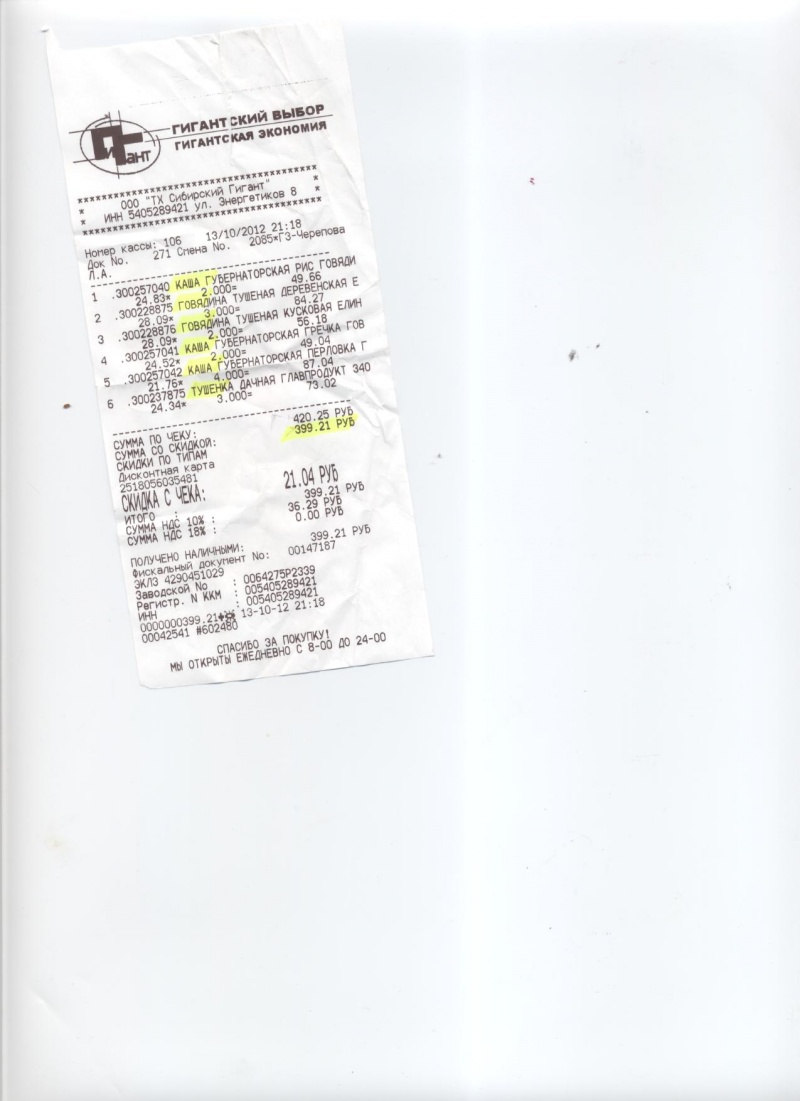 Гигант
ГИГАНТСКИЙ ВЫБОР
ГИГАНТСКАЯ ЭКОНОМИЯ
************************************
* ООО "ТХ Сибирский Гигант" *
* ИНН 5405289421 ул. Энергетиков 8 *
************************************
Номер кассы: 106 13/10/2012 21:18
Док No. 271 Смена No. 2085*ГЗ-Черепова
Л.А.
1 .300257040 КАША ГУБЕРНАТОРСКАЯ РИС ГОВЯДИ
24.83* 2.000= 49.66
2 .300228875 ГОВЯДИНА ТУШЕНАЯ ДЕРЕВЕНСКАЯ Е
28.09* 3.000= 84.27
3 .300228876 ГОВЯДИНА ТУШЕНАЯ КУСКОВАЯ ЕЛИН
28.09* 2.000= 56.18
4 .300257041 КАША ГУБЕРНАТОРСКАЯ ГРЕЧКА ГОВ
24.52* 2.000= 49.04
5 .300257042 КАША ГУБЕРНАТОРСКАЯ ПЕРЛОВКА Г
21.76* 4.000= 87.04
6 .300237875 ТУШЕНКА ДАЧНАЯ ГЛАВПРОДУКТ 340
24.34* 3.000= 73.02
СУММА ПО ЧЕКУ: 420.25 РУБ
СУММА СО СКИДКОЙ: 399.21 РУБ
СКИДКИ ПО ТИПАМ
Дисконтная карта
2518056035481
СКИДКА С ЧЕКА: 21.04 РУБ
ИТОГО : 399.21 РУБ
СУММА НДС 10% : 36.29 РУБ
СУММА НДС 18% : 0.00 РУБ
ПОЛУЧЕНО НАЛИЧНЫМИ: 399.21 РУБ
Фискальный документ No: 00147187
ЭКЛЗ 4290451029
Заводской No : 0064275P2339
Регистр. N ККМ : 005405289421
ИНН : 005405289421
0000000399.21 13-10-12 21:18
00042541 #602480
СПАСИБО ЗА ПОКУПКУ!
МЫ ОТКРЫТЫ ЕЖЕДНЕВНО С 8-00 ДО 24-00